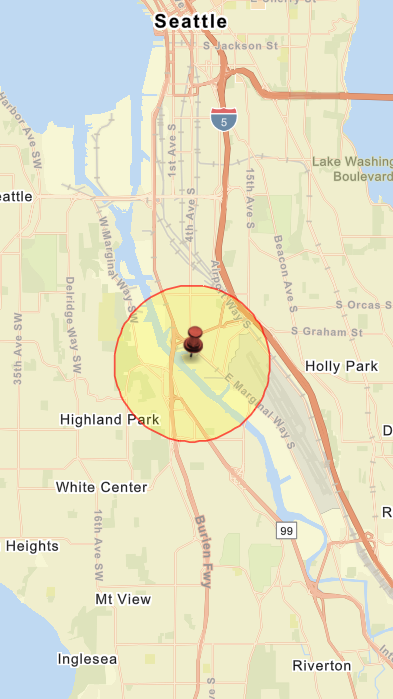 Seattle
S Jackson St
Harbor Ave SW
5
1st Ave S
4th Ave S
15th Ave S
Lake Washing
Boulevard
eattle
W Marginal Way SW
Airport Way S
Beacon Ave S
Delridge Way SW
S Orcas S
S Graham St
35th Ave SW
Holly Park
E Marginal Way S
Highland Park
D
White Center
16th Ave SW
R
Burien Fwy
99
Heights
Mt View
Inglesea
Riverton